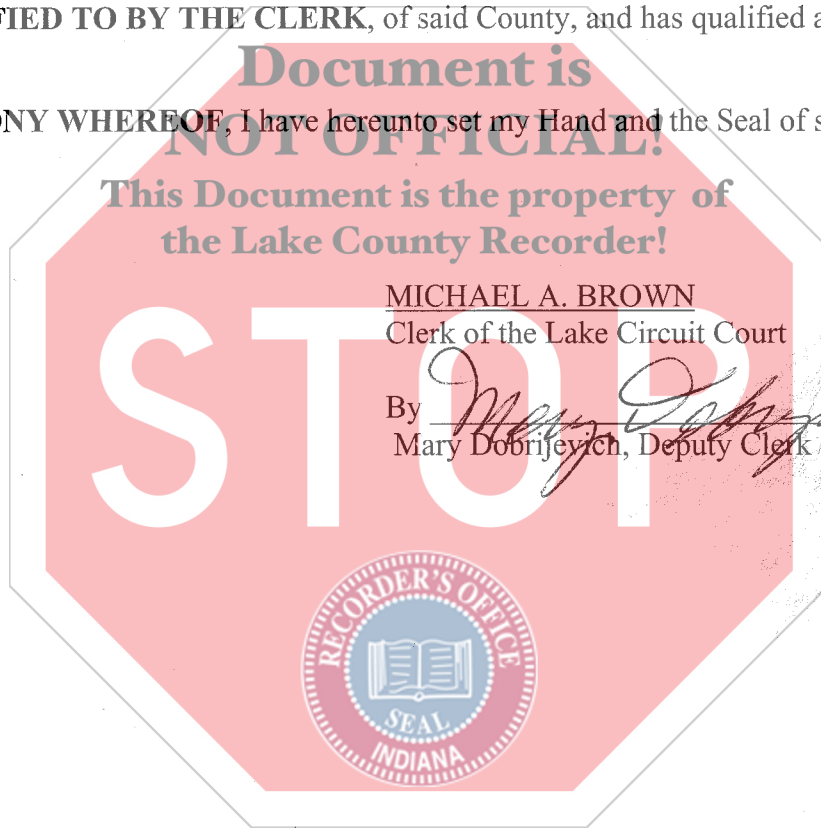 FIED TO BY THE CLERK, of said County, and has qualified a
Document is
NY WHEREOF, I have hereunto set my Hand and the Seal of s
NOT OFFICIAL!
This Document is the property of
the Lake County Recorder!
MICHAEL A. BROWN
Clerk of the Lake Circuit Court
STOP
By Mary Dobrij
Mary Dobrijevich, Deputy Clerk
RECORDER'S OFFICE
SEAL
INDIANA